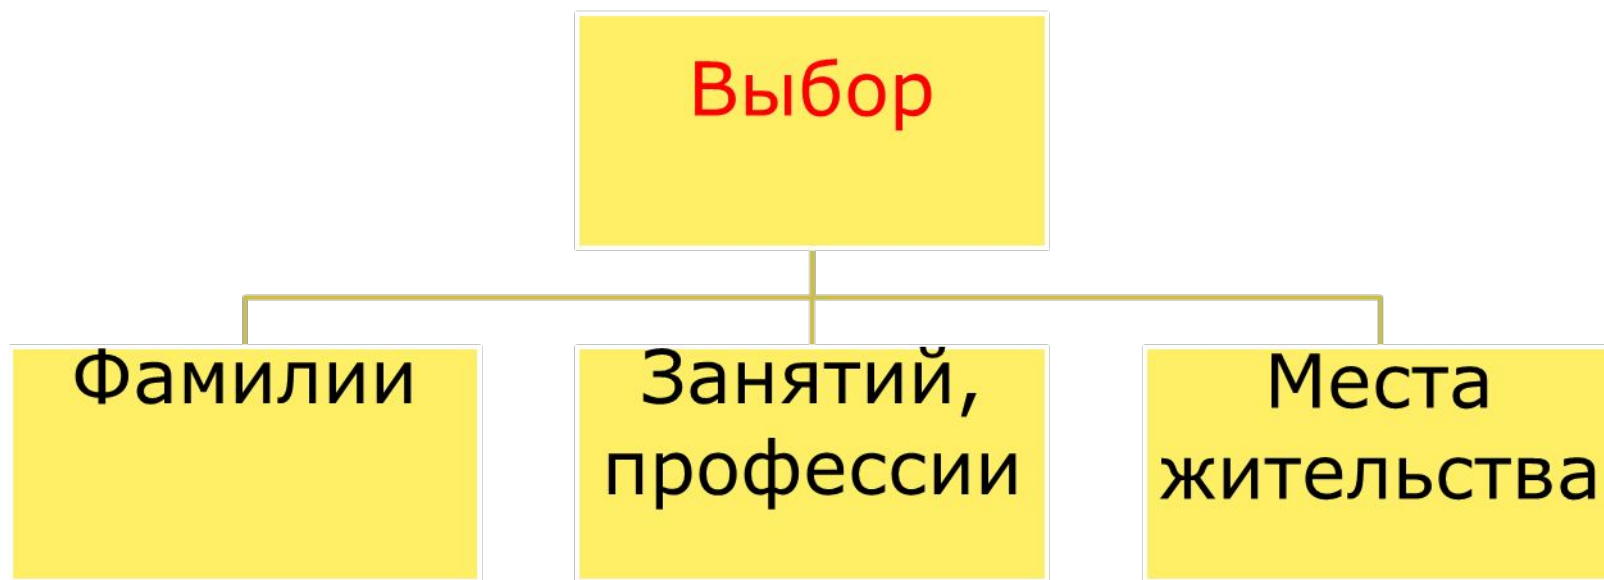 Выбор
Фамилии
Занятий,
профессии
Места
жительства